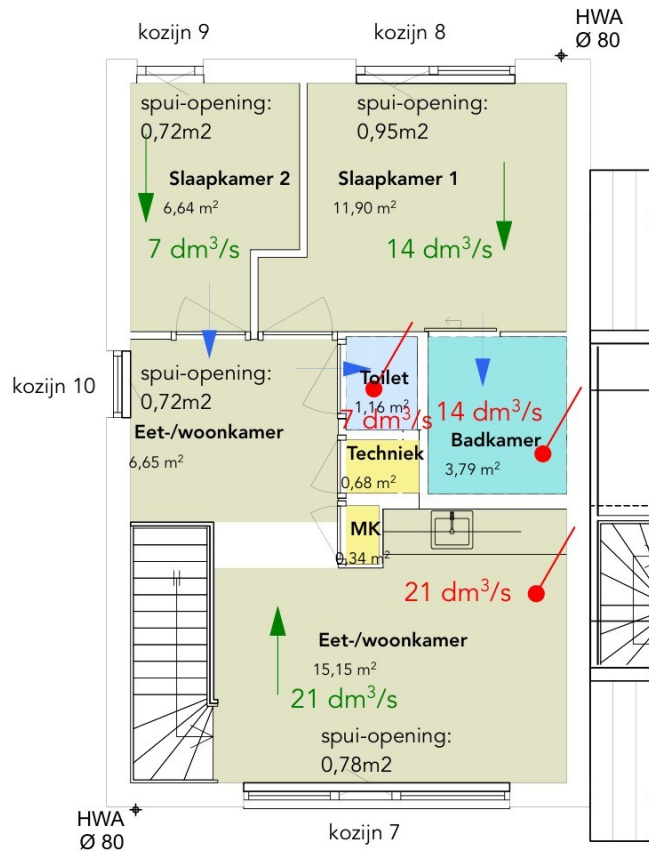 HWA
Ø 80
kozijn 9
kozijn 8
spui-opening:
0,72m2
spui-opening:
0,95m2
Slaapkamer 2
6,64 m²
Slaapkamer 1
11,90 m²
7 dm³/s
14 dm³/s
kozijn 10
spui-opening:
0,72m2
Eet-/woonkamer
6,65 m²
Toilet
1,16 m²
7 dm³/s
14 dm³/s
Badkamer
3,79 m²
Techniek
0,68 m²
MK
0,34 m²
21 dm³/s
Eet-/woonkamer
15,15 m²
21 dm³/s
spui-opening:
0,78m2
HWA
Ø 80
kozijn 7